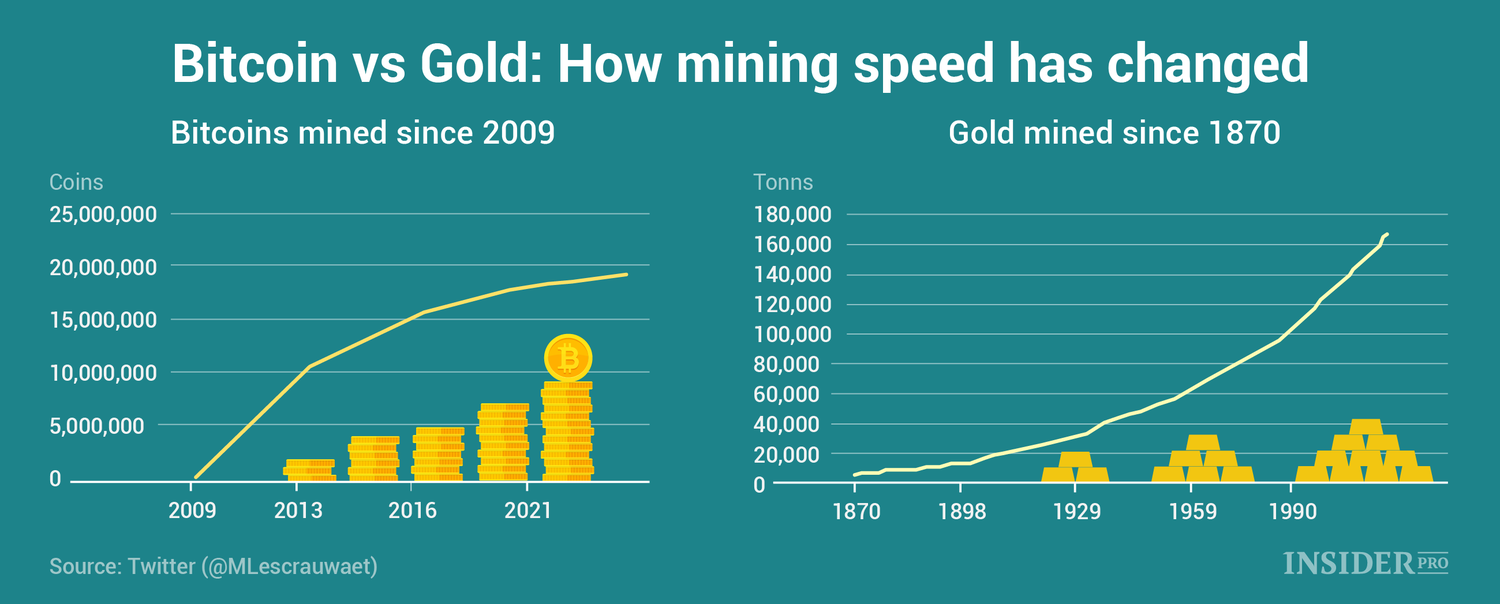 Bitcoin vs Gold: How mining speed has changed
Bitcoins mined since 2009
Coins
25,000,000
20,000,000
15,000,000
10,000,000
5,000,000
0
2009 2013 2016 2021
Gold mined since 1870
Tonns
180,000
160,000
140,000
120,000
100,000
80,000
60,000
40,000
20,000
0
1870 1898 1929 1959 1990
B
Source: Twitter (@MLescrauwaet)
INSIDER PRO